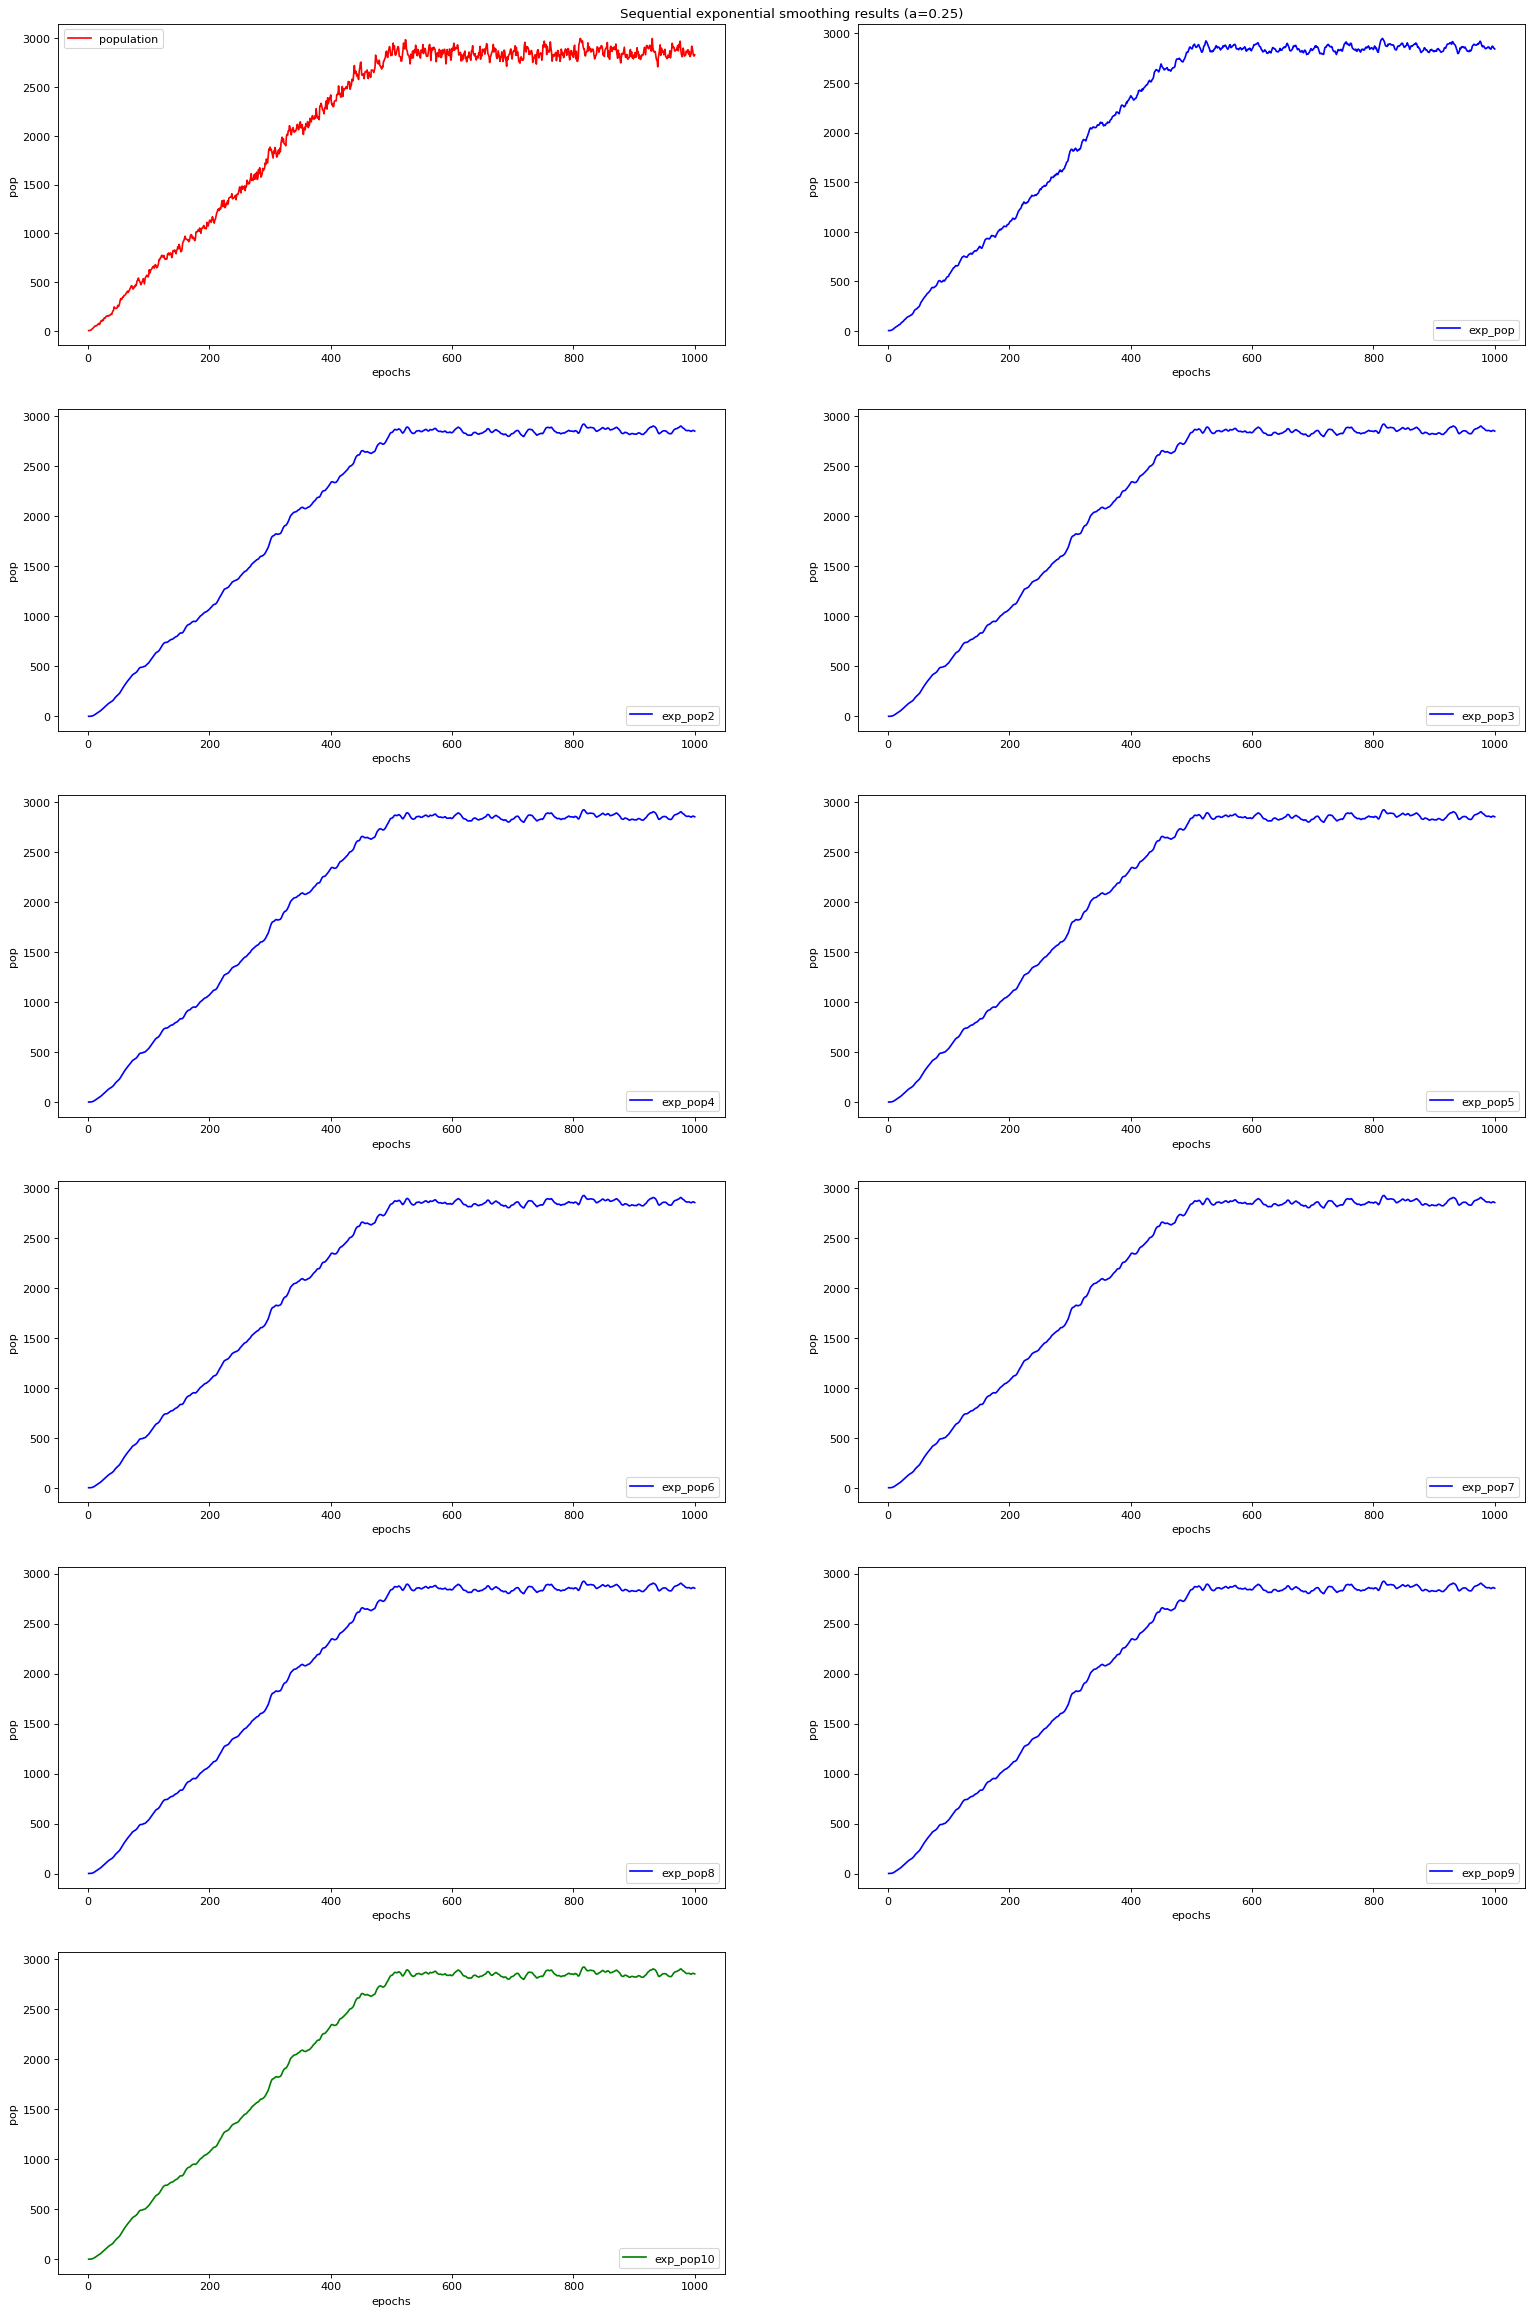 Sequential exponential smoothing results (a=0.25)
3000
2500
2000
1500
1000
500
0
pop
population
0 200 400 600 800 1000
epochs
3000
2500
2000
1500
1000
500
0
pop
exp_pop
0 200 400 600 800 1000
epochs
3000
2500
2000
1500
1000
500
0
pop
exp_pop2
0 200 400 600 800 1000
epochs
3000
2500
2000
1500
1000
500
0
pop
exp_pop3
0 200 400 600 800 1000
epochs
3000
2500
2000
1500
1000
500
0
pop
exp_pop4
0 200 400 600 800 1000
epochs
3000
2500
2000
1500
1000
500
0
pop
exp_pop5
0 200 400 600 800 1000
epochs
3000
2500
2000
1500
1000
500
0
pop
exp_pop6
0 200 400 600 800 1000
epochs
3000
2500
2000
1500
1000
500
0
pop
exp_pop7
0 200 400 600 800 1000
epochs
3000
2500
2000
1500
1000
500
0
pop
exp_pop8
0 200 400 600 800 1000
epochs
3000
2500
2000
1500
1000
500
0
pop
exp_pop9
0 200 400 600 800 1000
epochs
3000
2500
2000
1500
1000
500
0
pop
exp_pop10
0 200 400 600 800 1000
epochs